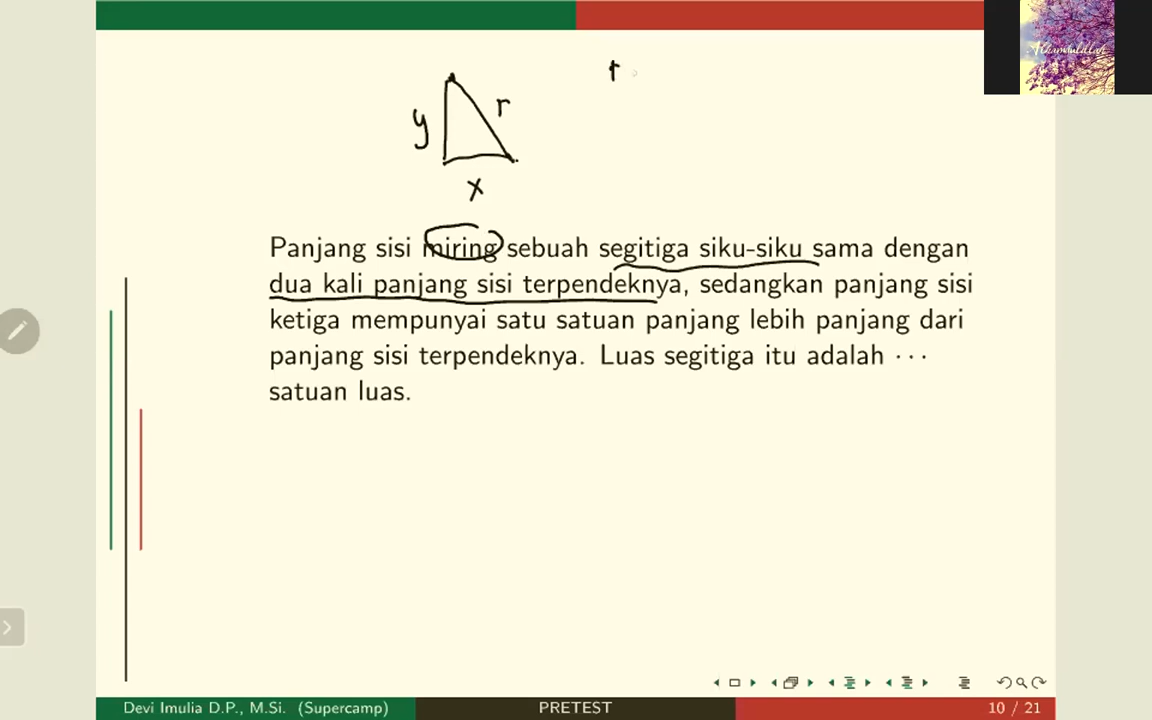 Alhamdulillah
r
y
r
x
Panjang sisi miring sebuah segitiga siku-siku sama dengan
dua kali panjang sisi terpendeknya, sedangkan panjang sisi
ketiga mempunyai satu satuan panjang lebih panjang dari
panjang sisi terpendeknya. Luas segitiga itu adalah ···
satuan luas.
Devi Imulia D.P., M.Si. (Supercamp) PRETEST 10 / 21